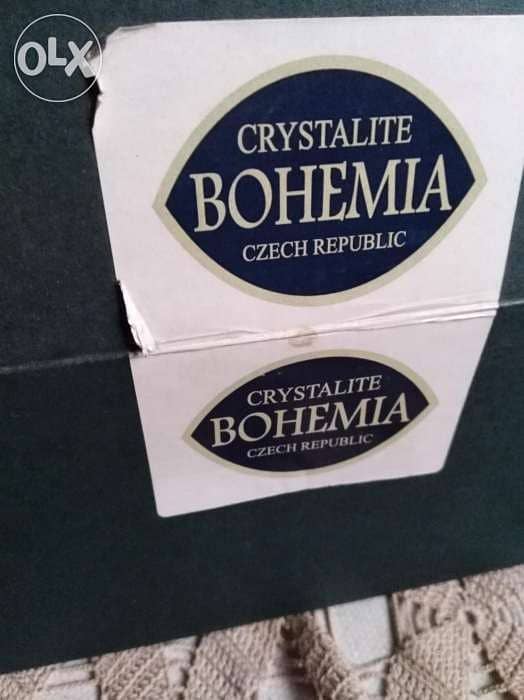 OLX
CRYSTALITE
BOHEMIA
CZECH REPUBLIC
CRYSTALITE
BOHEMIA
CZECH REPUBLIC